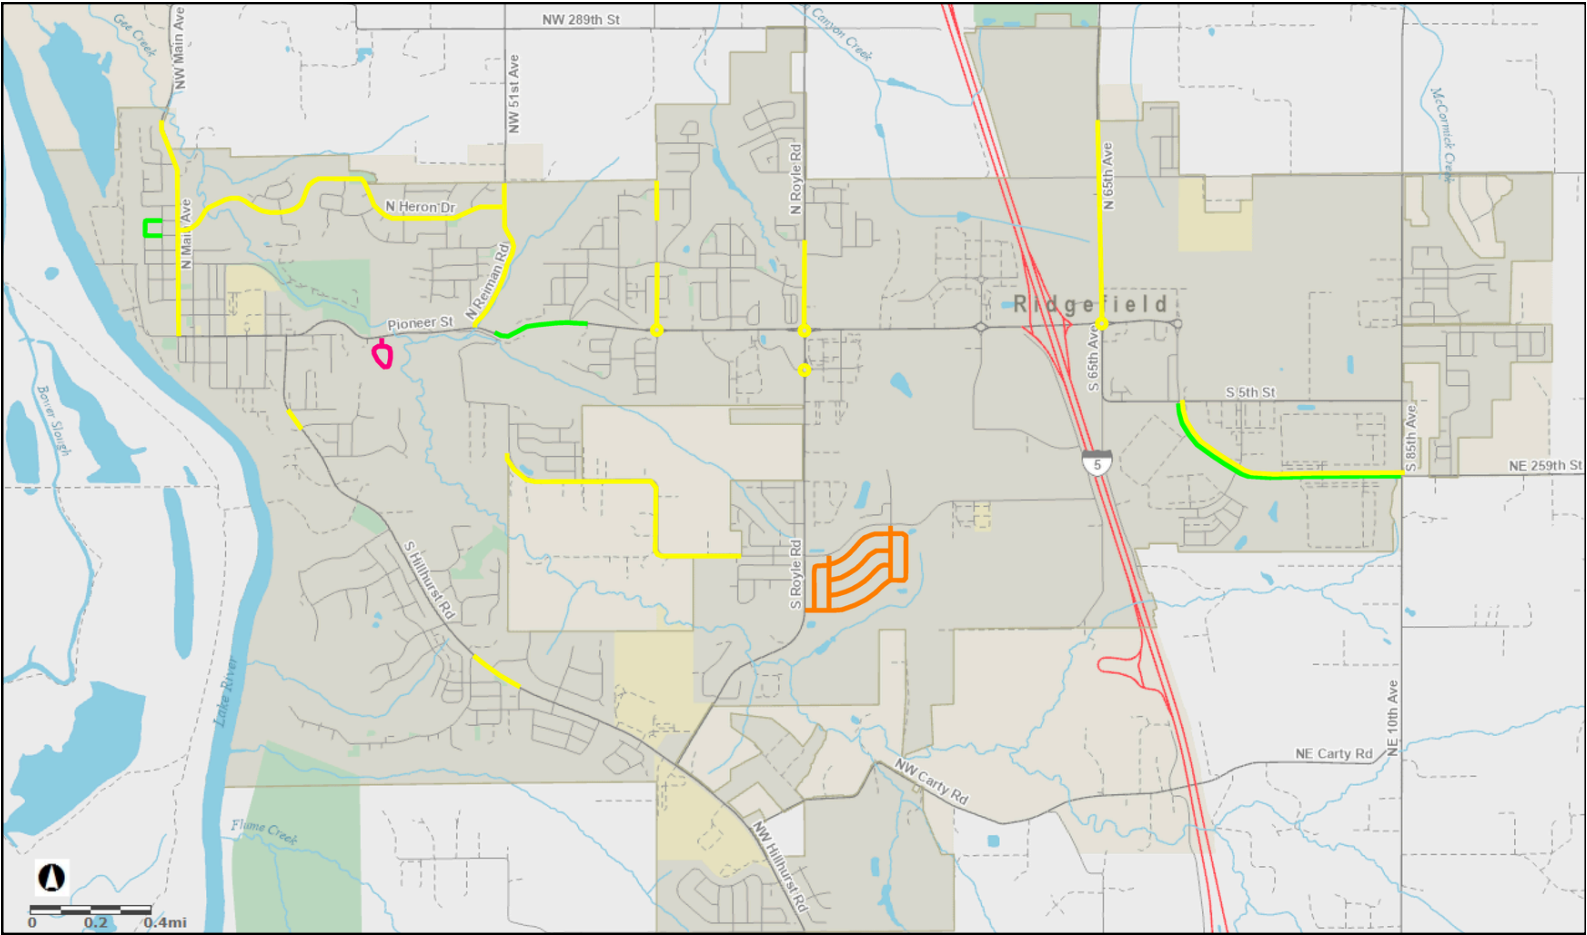 NW 289th St
Gee Creek
NW Main Ave
NW 51st Ave
Canyon Creek
McCormick Creek
N Royle Rd
N 65th Ave
N Main Ave
N Heron Dr
N Reiman Rd
Pioneer St
Ridgefield
S 65th Ave
S 5th St
S 85th Ave
Bower Slough
5
NE 259th St
S Hillhurst Rd
S Royle Rd
Lake River
NE 10th Ave
NE Carty Rd
NW Carty Rd
Flume Creek
NW Hillhurst Rd
0 0.2 0.4mi